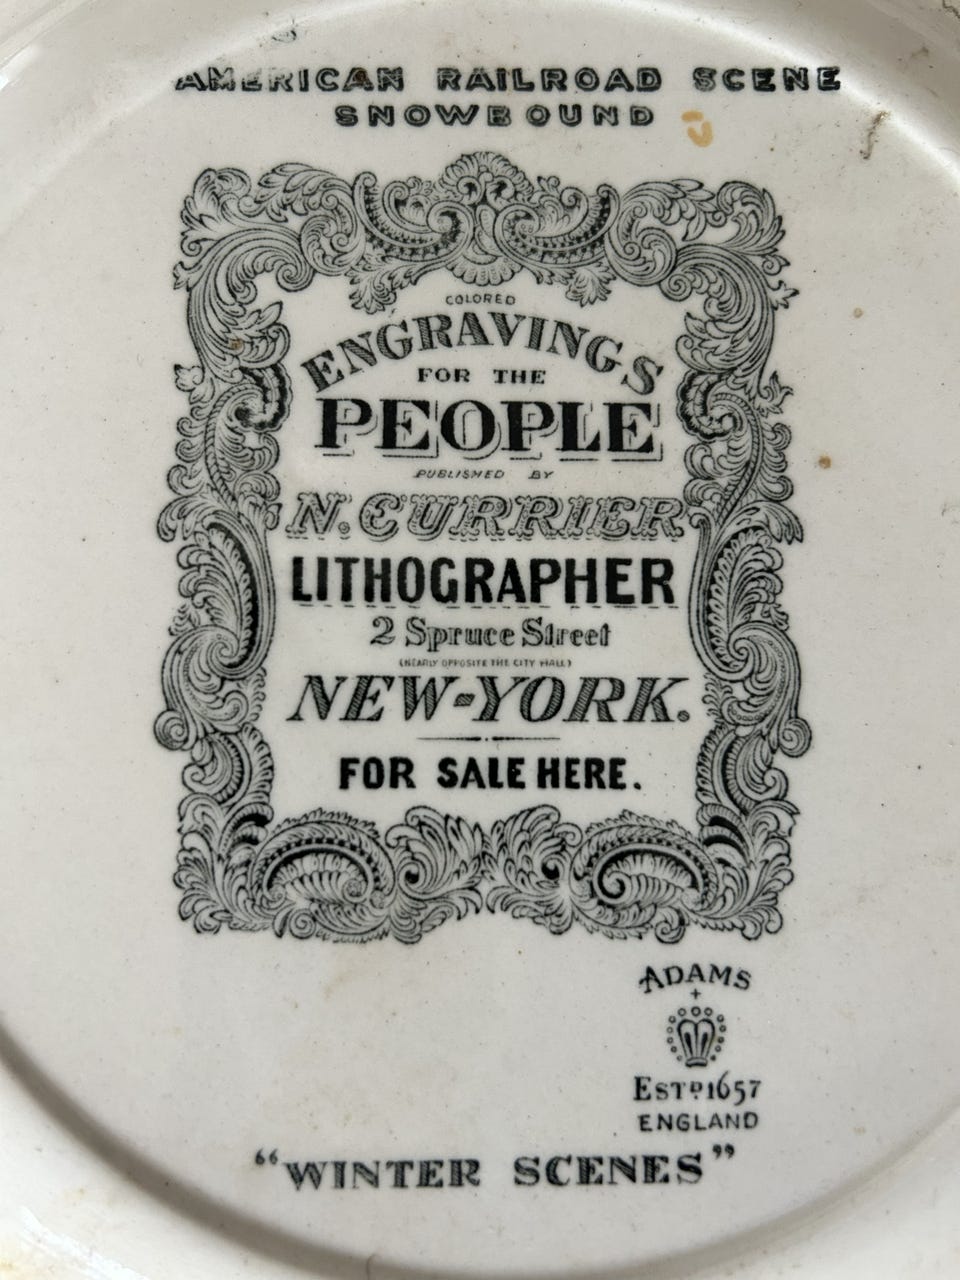 AMERICAN RAILROAD SCENE
SNOWBOUND
COLORED
ENGRAVINGS
FOR THE
PEOPLE
PUBLISHED BY
N. CURRIER
LITHOGRAPHER
2 Spruce Street
(NEARLY OPPOSITE THE CITY HALL)
NEW-YORK.
FOR SALE HERE.
ADAMS
ESTD 1657
ENGLAND
"WINTER SCENES"